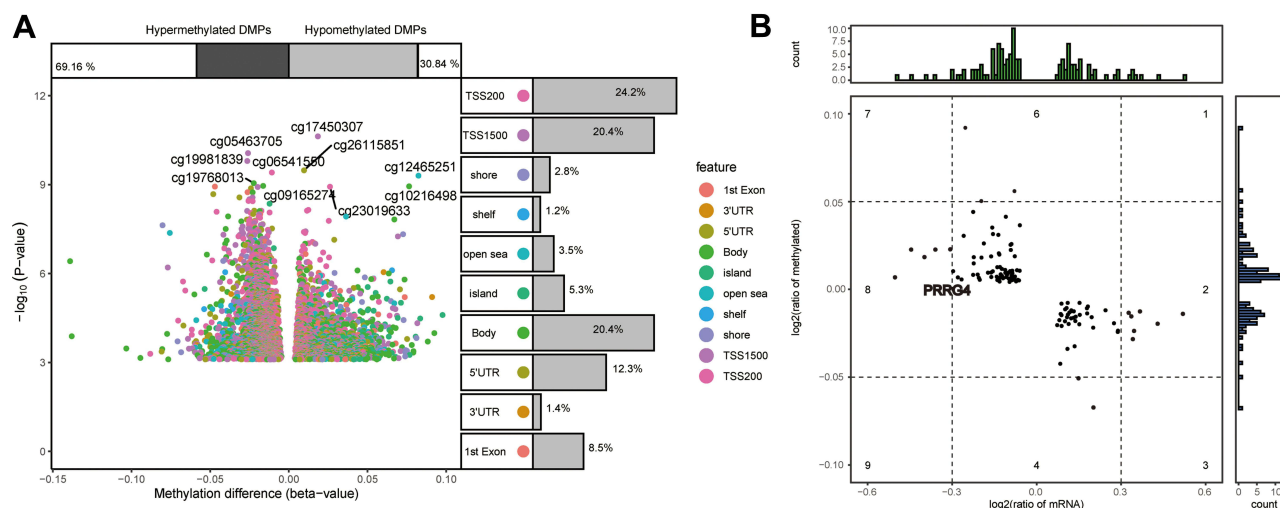 A
Hypermethylated DMPs
Hypomethylated DMPs
69.16 %
30.84 %
−log10 (P−value)
12
9
6
3
0
cg17450307
cg05463705
cg26115851
cg19981839
cg06541550
cg12465251
cg19768013
cg09165274
cg10216498
cg23019633
−0.15
−0.10
−0.05
0.00
0.05
0.10
Methylation difference (beta−value)
TSS200
24.2%
TSS1500
20.4%
shore
2.8%
shelf
1.2%
open sea
3.5%
island
5.3%
Body
20.4%
5'UTR
12.3%
3'UTR
1.4%
1st Exon
8.5%
feature
1st Exon
3'UTR
5'UTR
Body
island
open sea
shelf
shore
TSS1500
TSS200
B
count
10.0
7.5
5.0
2.5
0.0
log2(ratio of methylated)
0.10
0.05
0.00
−0.05
−0.10
7
6
1
8
PRRG4
2
9
4
3
−0.6
−0.3
0.0
0.3
0.6
log2(ratio of mRNA)
0
5
10
count